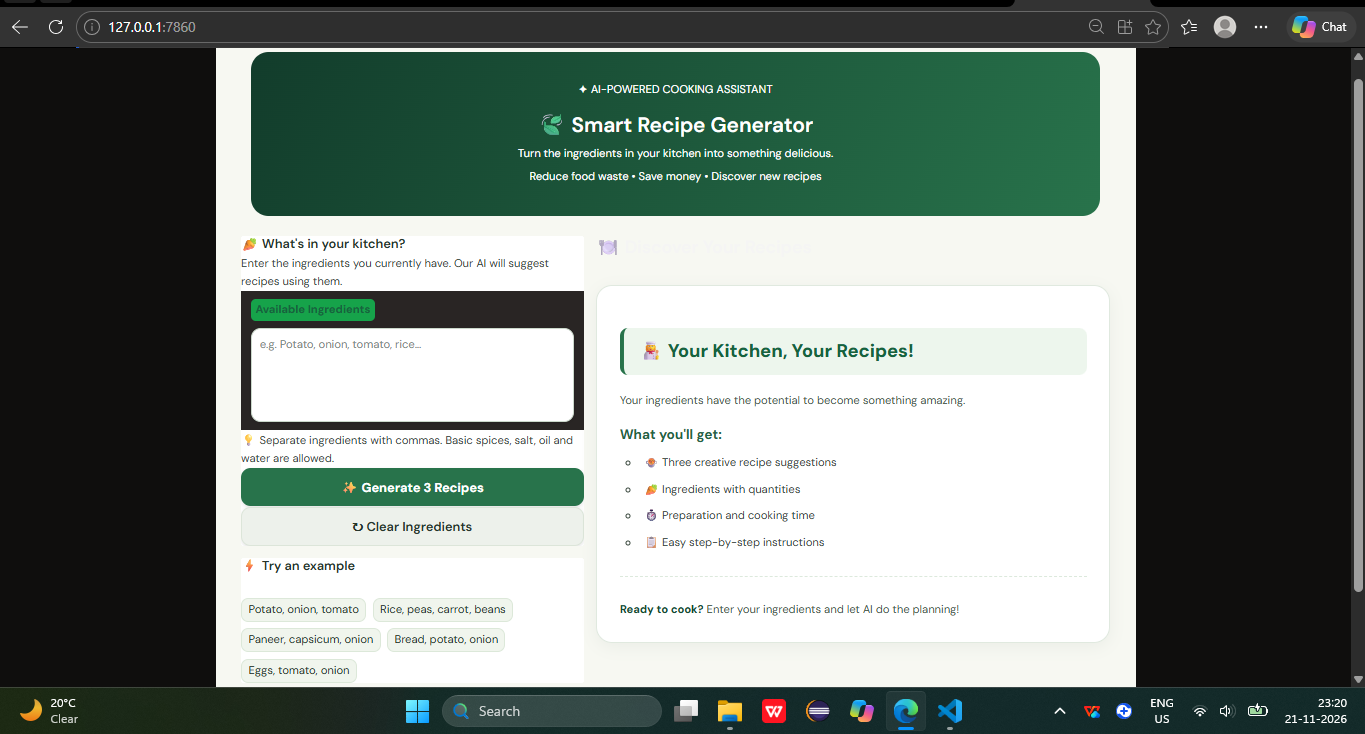 127.0.0.1:7860
Chat
✦ AI-POWERED COOKING ASSISTANT
Smart Recipe Generator
Turn the ingredients in your kitchen into something delicious.
Reduce food waste • Save money • Discover new recipes
What's in your kitchen?
Enter the ingredients you currently have. Our AI will suggest
recipes using them.
Available Ingredients
e.g. Potato, onion, tomato, rice...
Separate ingredients with commas. Basic spices, salt, oil and
water are allowed.
Generate 3 Recipes
↻ Clear Ingredients
Try an example
Potato, onion, tomato
Rice, peas, carrot, beans
Paneer, capsicum, onion
Bread, potato, onion
Eggs, tomato, onion
Your Kitchen, Your Recipes!
Your ingredients have the potential to become something amazing.
What you'll get:
Three creative recipe suggestions
Ingredients with quantities
Preparation and cooking time
Easy step-by-step instructions
Ready to cook? Enter your ingredients and let AI do the planning!
20°C
Clear
Search
ENG
US
23:20
21-11-2026